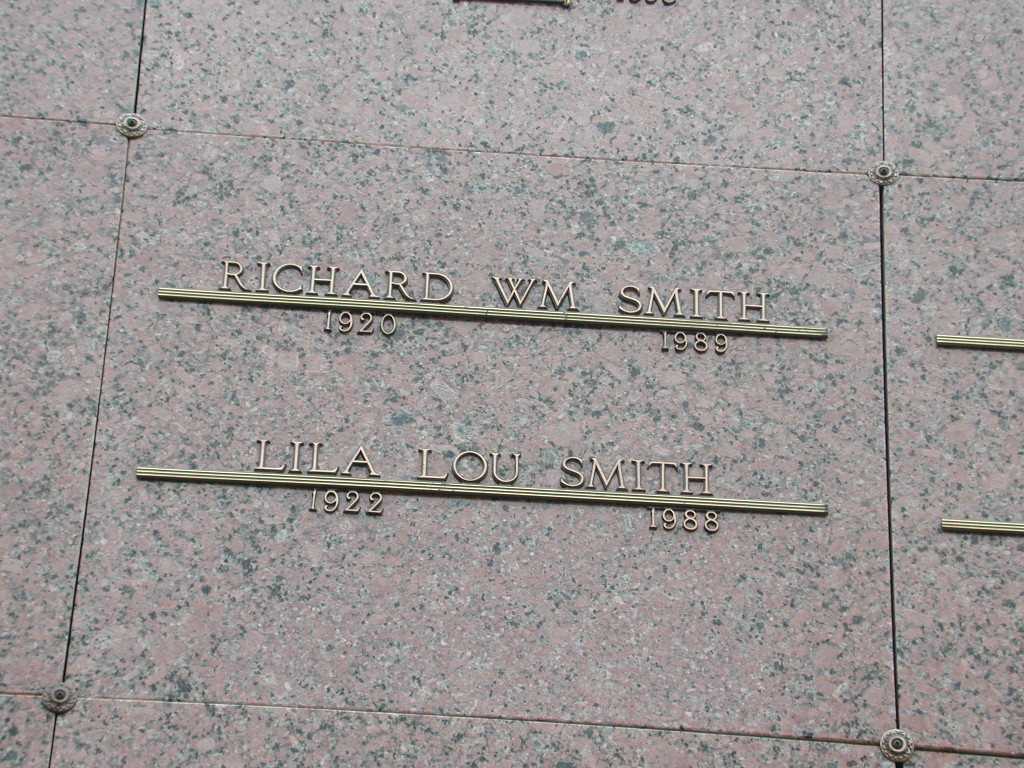 RICHARD WM SMITH
1920 1989
LILA LOU SMITH
1922 1988